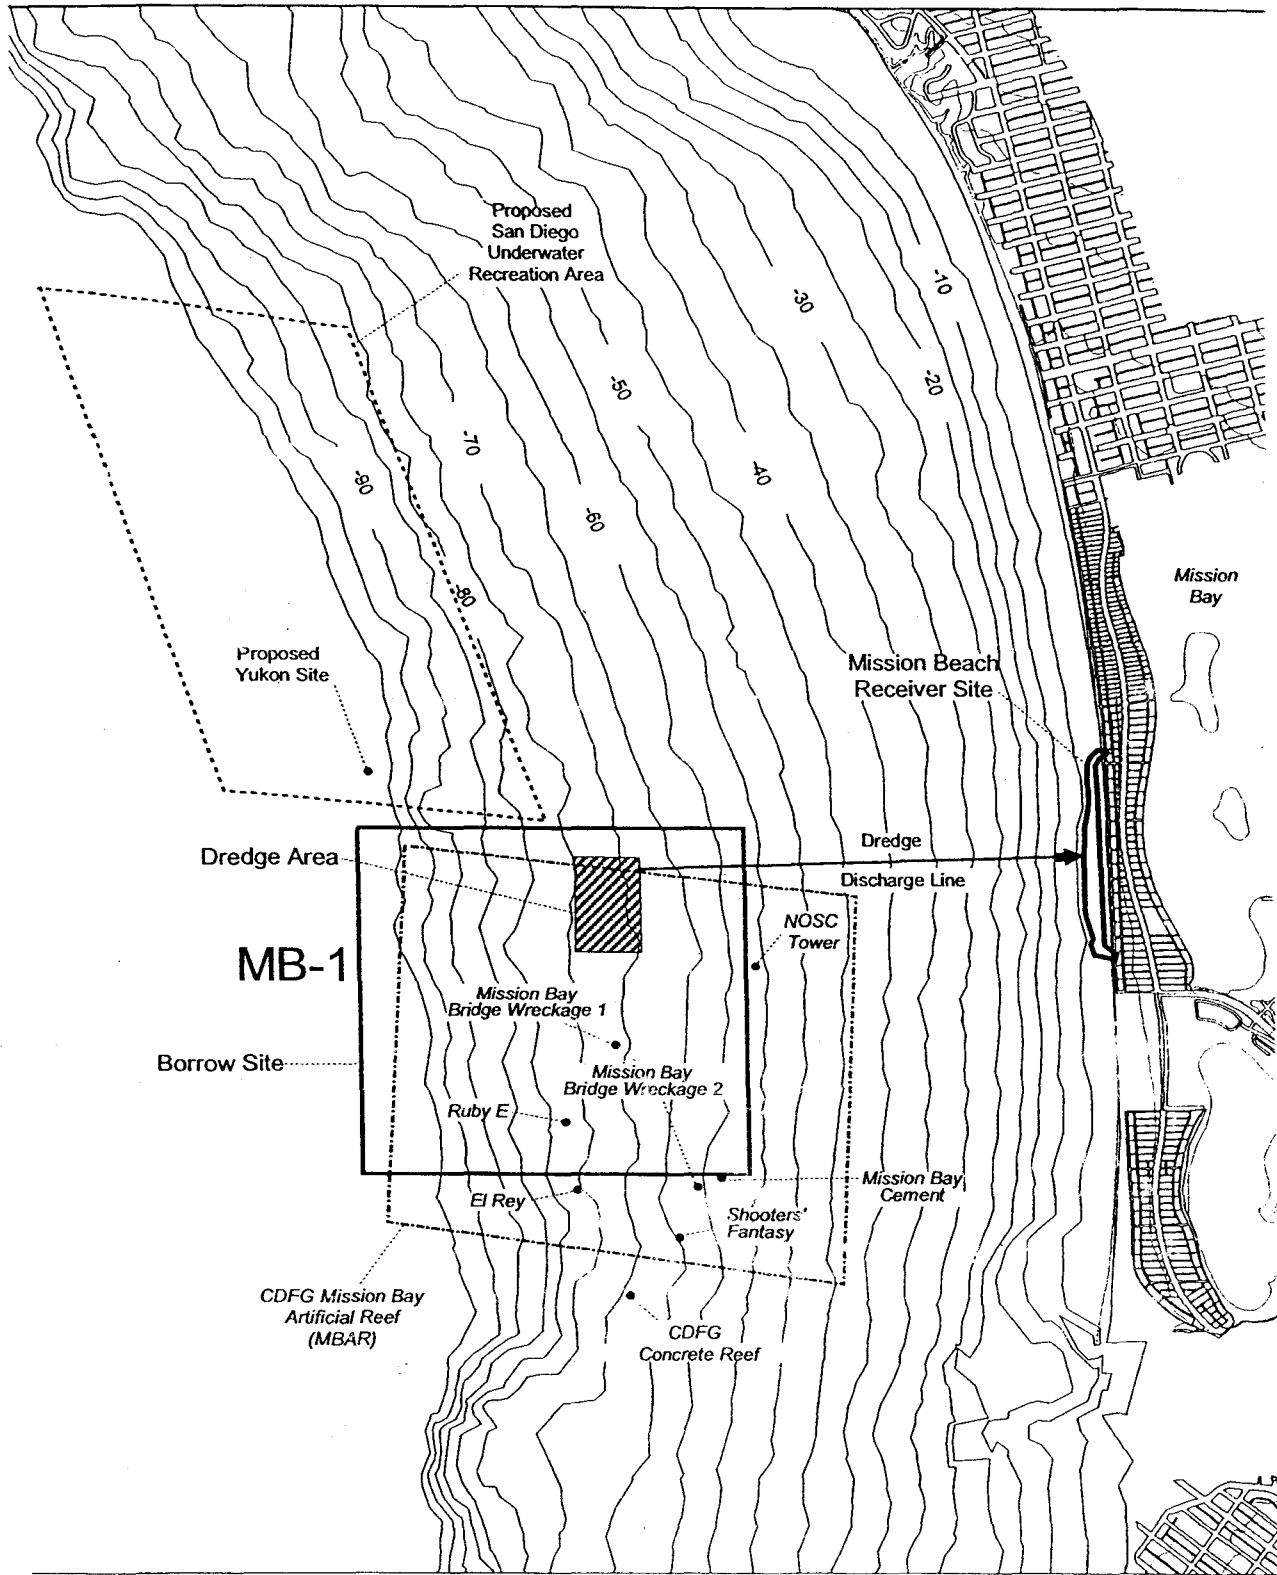 Proposed
San Diego
Underwater
Recreation Area
-10
-30
-20
-50
-70
-40
-90
-60
-80
Mission
Bay
Proposed
Yukon Site
Mission Beach
Receiver Site
Dredge
Discharge Line
Dredge Area
NOSC
Tower
MB-1
Mission Bay
Bridge Wreckage 1
Borrow Site
Mission Bay
Bridge Wreckage 2
Ruby E
El Rey
Mission Bay
Cement
Shooters'
Fantasy
CDFG Mission Bay
Artificial Reef
(MBAR)
CDFG
Concrete Reef